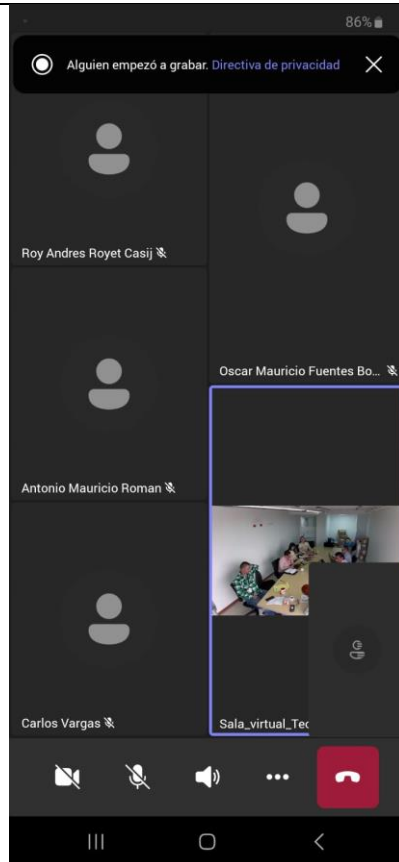 86%
Alguien empezó a grabar. Directiva de privacidad
Roy Andres Royet Casij
Oscar Mauricio Fuentes Bo...
Antonio Mauricio Roman
Carlos Vargas
Sala_virtual_Tec